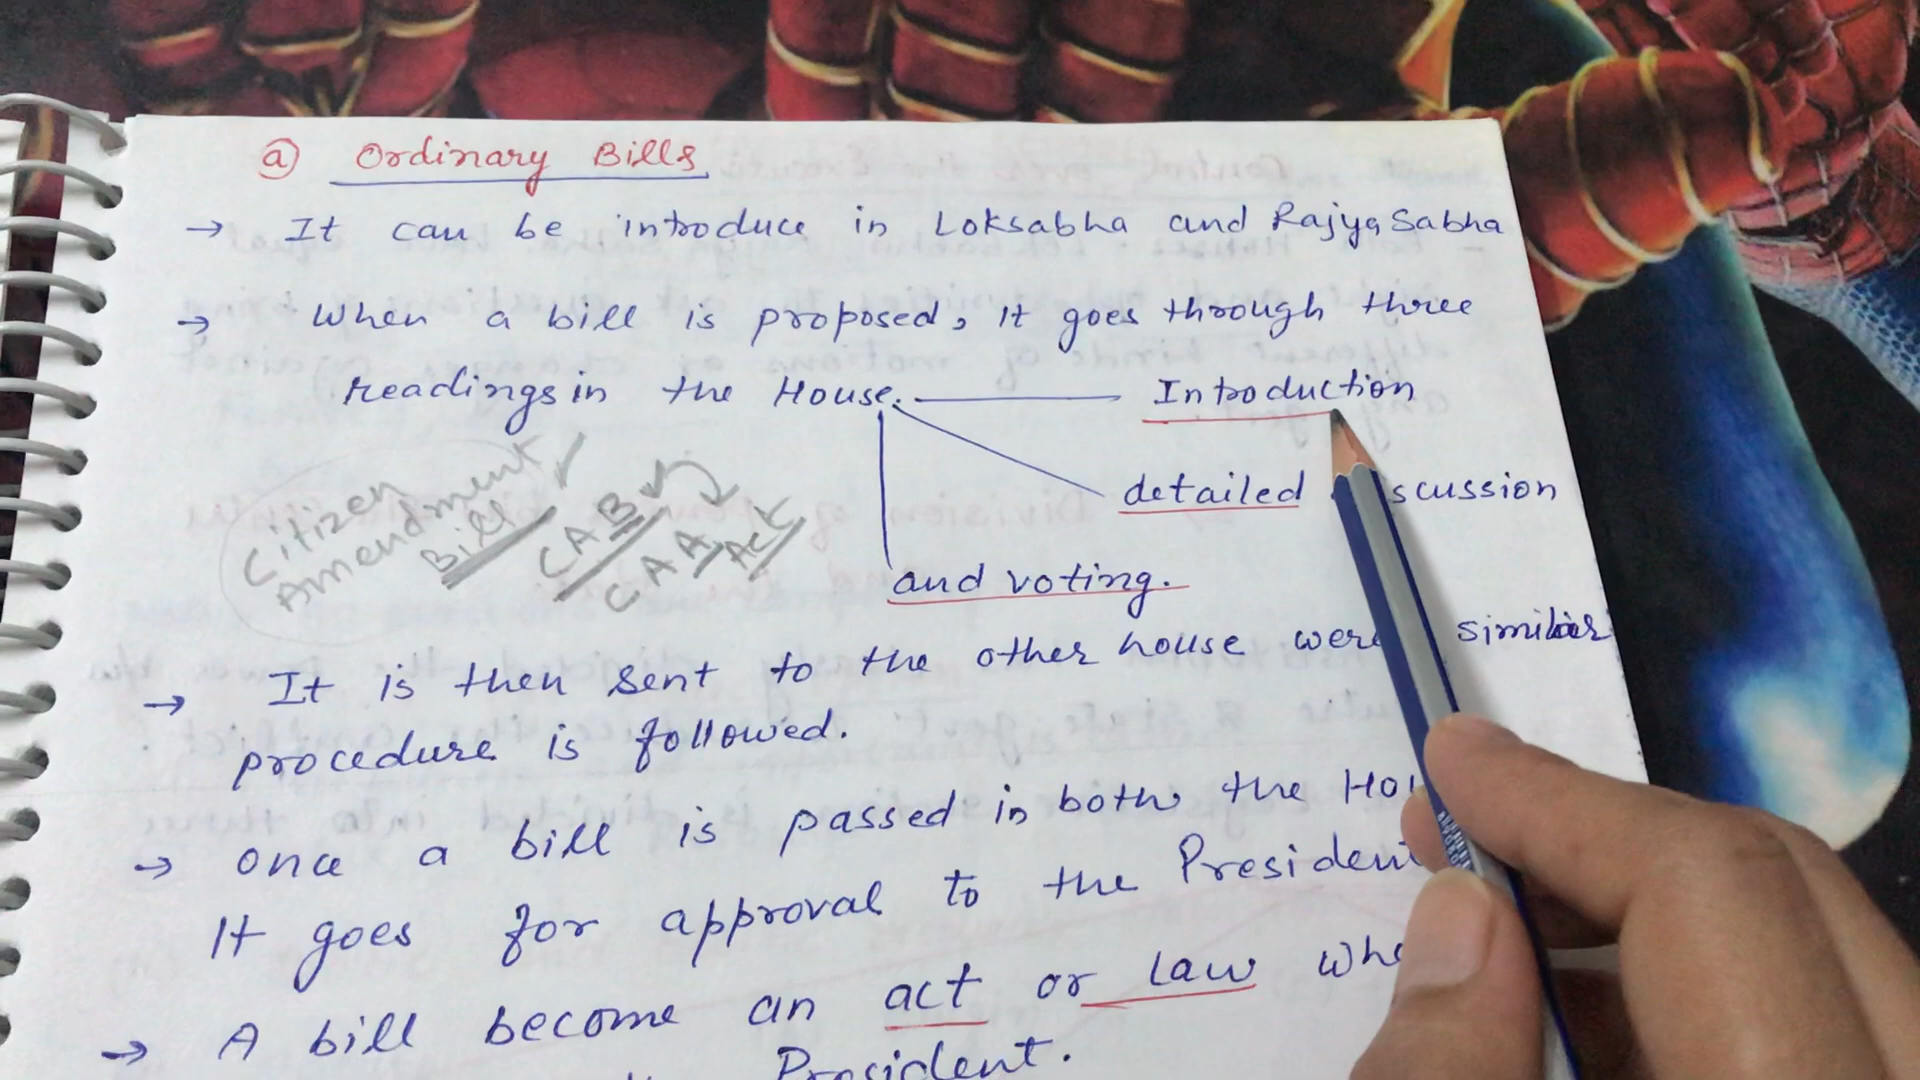 a) Ordinary Bills
→ It can be introduce in Loksabha and RajyaSabha
→ When a bill is proposed, it goes through three
readings in the House. Introduction
detailed scussion
and voting.
Citizen
Amendment
Bill
CAB
CAA
Act
→ It is then sent to the other house were similar
procedure is followed.
→ once a bill is passed in both the Hou
It goes for approval to the President
→ A bill become an act or law whe
President.